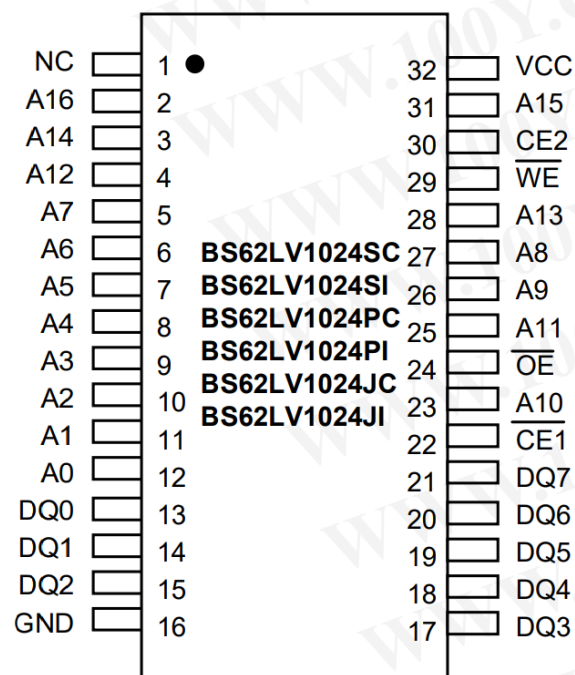 NC 1 32 VCC
A16 2 31 A15
A14 3 30 CE2
A12 4 29 WE
A7 5 28 A13
A6 6 BS62LV1024SC 27 A8
A5 7 BS62LV1024SI 26 A9
A4 8 BS62LV1024PC 25 A11
A3 9 BS62LV1024PI 24 OE
A2 10 BS62LV1024JC 23 A10
A1 11 BS62LV1024JI 22 CE1
A0 12 21 DQ7
DQ0 13 20 DQ6
DQ1 14 19 DQ5
DQ2 15 18 DQ4
GND 16 17 DQ3